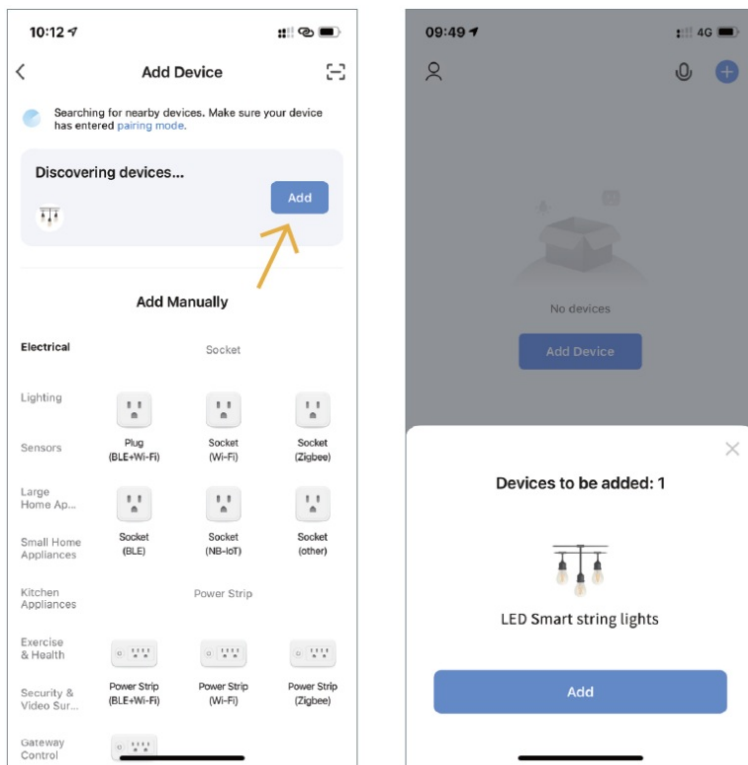 10:12
Add Device
Searching for nearby devices. Make sure your device
has entered pairing mode.
Discovering devices...
Add
Add Manually
Electrical
Socket
Lighting
Plug
(BLE+Wi-Fi)
Socket
(Wi-Fi)
Socket
(Zigbee)
Sensors
Large
Home Ap...
Socket
(BLE)
Socket
(NB-IoT)
Socket
(other)
Small Home
Appliances
Kitchen
Appliances
Power Strip
Exercise
& Health
Power Strip
(BLE+Wi-Fi)
Power Strip
(Wi-Fi)
Power Strip
(Zigbee)
Security &
Video Sur...
Gateway
Control
09:49
4G
No devices
Add Device
Devices to be added: 1
LED Smart string lights
Add